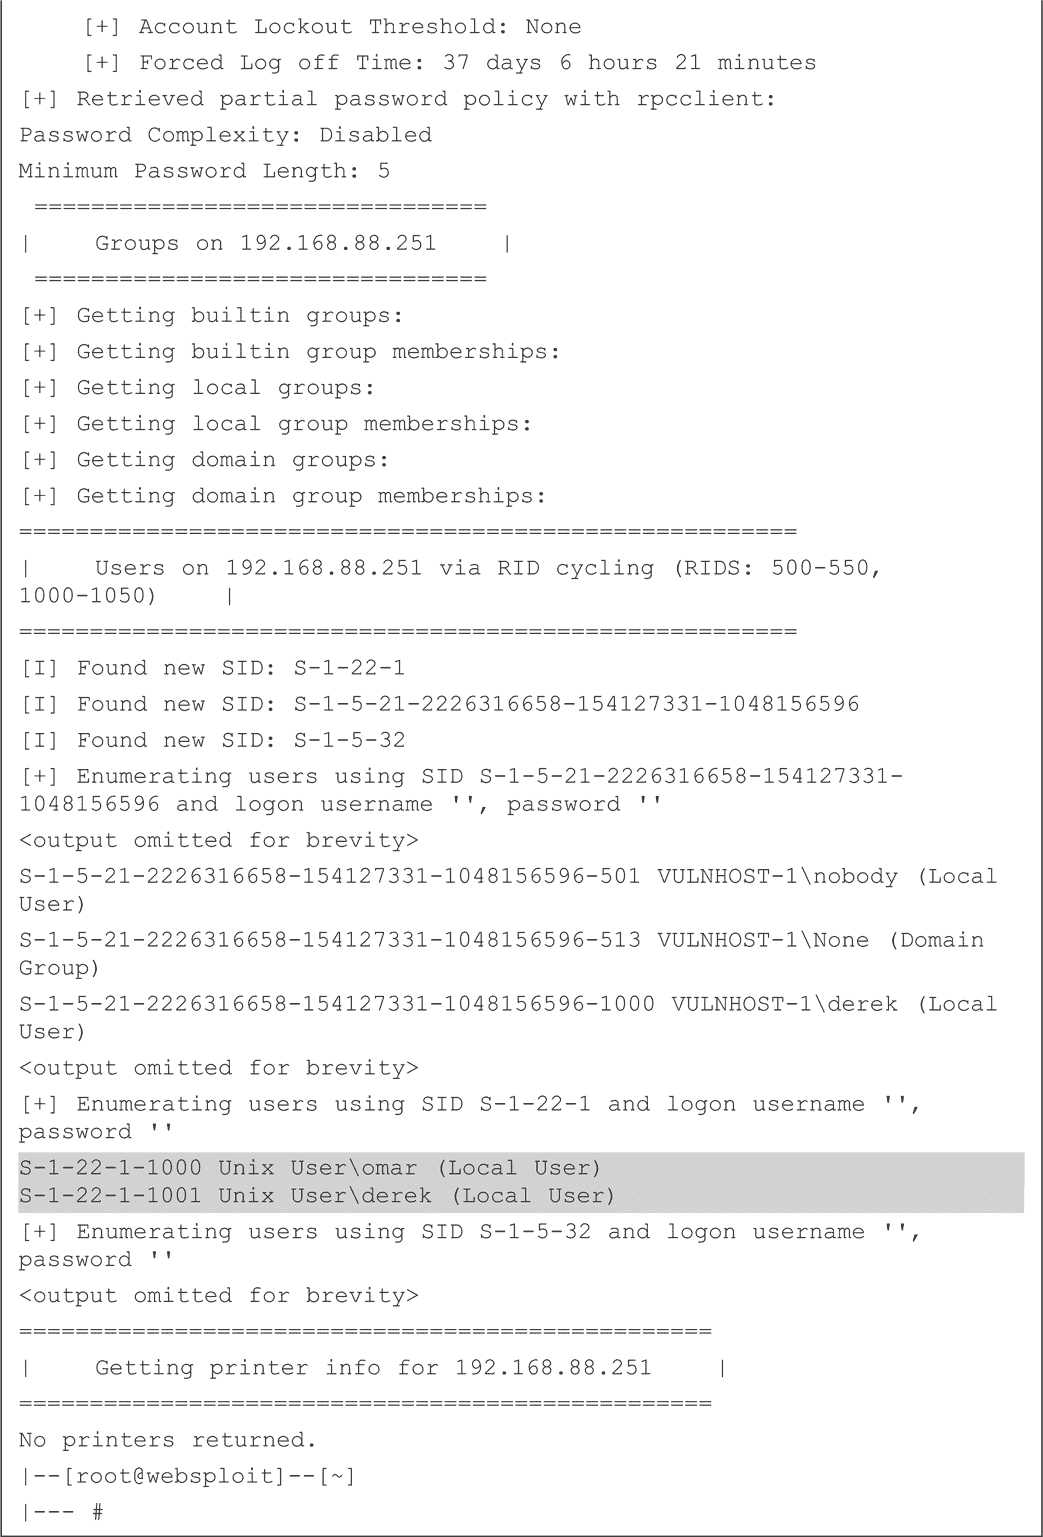 [+] Account Lockout Threshold: None
[+] Forced Log off Time: 37 days 6 hours 21 minutes
[+] Retrieved partial password policy with rpcclient:
Password Complexity: Disabled
Minimum Password Length: 5
================================
|    Groups on 192.168.88.251    |
================================
[+] Getting builtin groups:
[+] Getting builtin group memberships:
[+] Getting local groups:
[+] Getting local group memberships:
[+] Getting domain groups:
[+] Getting domain group memberships:
=======================================================
|    Users on 192.168.88.251 via RID cycling (RIDS: 500-550,
1000-1050)    |
=======================================================
[I] Found new SID: S-1-22-1
[I] Found new SID: S-1-5-21-2226316658-154127331-1048156596
[I] Found new SID: S-1-5-32
[+] Enumerating users using SID S-1-5-21-2226316658-154127331-
1048156596 and logon username '', password ''
<output omitted for brevity>
S-1-5-21-2226316658-154127331-1048156596-501 VULNHOST-1\nobody (Local
User)
S-1-5-21-2226316658-154127331-1048156596-513 VULNHOST-1\None (Domain
Group)
S-1-5-21-2226316658-154127331-1048156596-1000 VULNHOST-1\derek (Local
User)
<output omitted for brevity>
[+] Enumerating users using SID S-1-22-1 and logon username '',
password ''
S-1-22-1-1000 Unix User\omar (Local User)
S-1-22-1-1001 Unix User\derek (Local User)
[+] Enumerating users using SID S-1-5-32 and logon username '',
password ''
<output omitted for brevity>
=================================================
|    Getting printer info for 192.168.88.251    |
=================================================
No printers returned.
|--[root@websploit]--[~]
|--- #